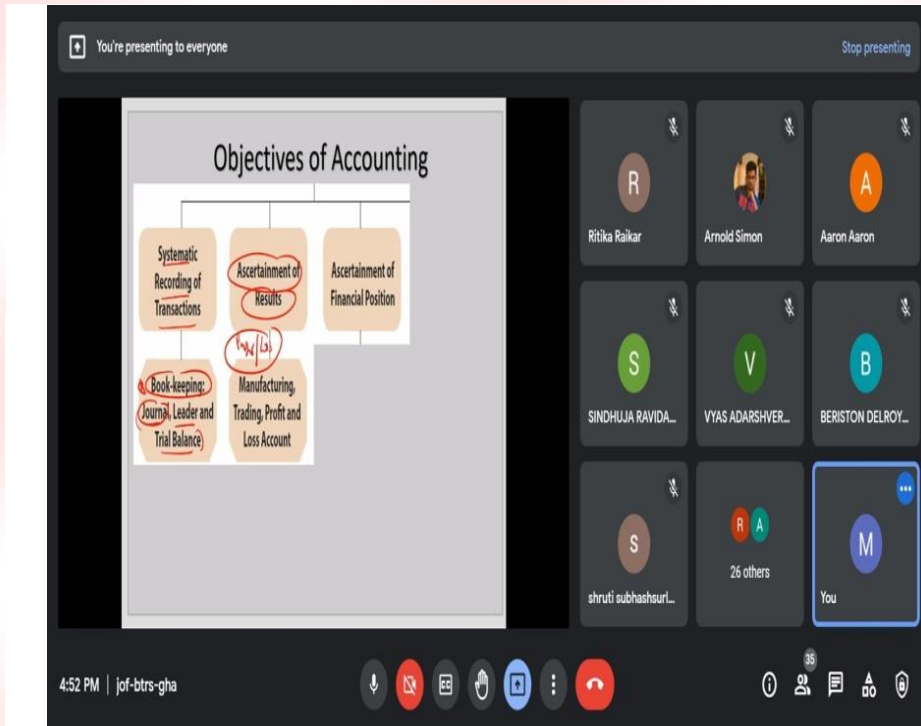 You're presenting to everyone
Stop presenting
Objectives of Accounting
Systematic
Recording of
Transactions
Ascertainment of
Results
Ascertainment of
Financial Position
Book-keeping:
Journal, Leader and
Trial Balance
Manufacturing,
Trading, Profit and
Loss Account
R
Ritika Raikar
Arnold Simon
A
Aaron Aaron
S
SINDHUJA RAVIDA...
V
VYAS ADARSHVER...
B
BERISTON DELROY...
S
shruti subhashsurl...
R A
26 others
M
You
4:52 PM | jof-btrs-gha
CC
35